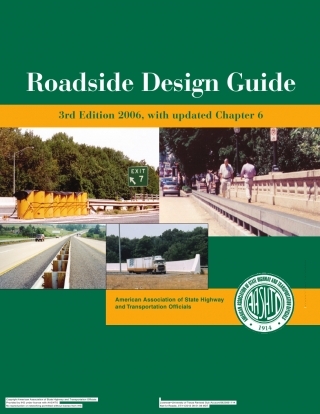 Roadside Design Guide
3rd Edition 2006, with updated Chapter 6
EXIT
7
American Association of State Highway
and Transportation Officials
AASHTO
1914